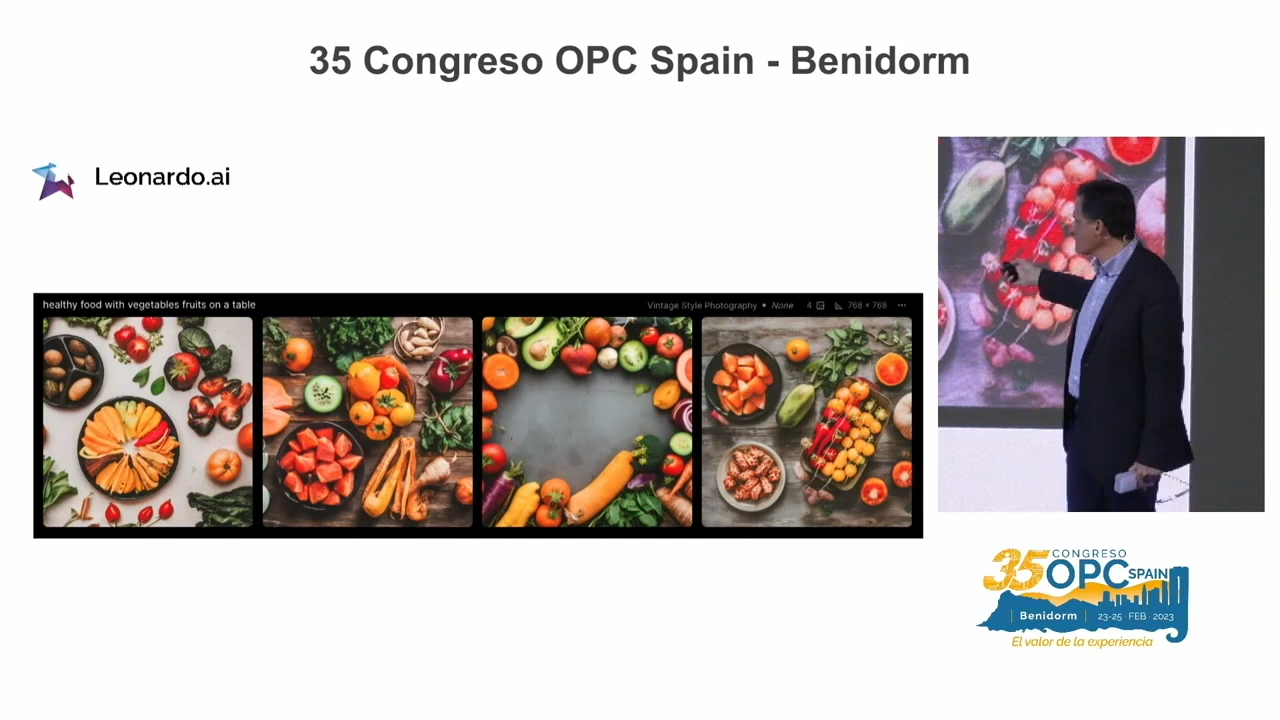 35 Congreso OPC Spain - Benidorm
Leonardo.ai
healthy food with vegetables fruits on a table
Vintage Style Photography • None 4 768 × 768 •••
35 CONGRESO
OPC SPAIN
Benidorm | 23-25 · FEB · 2023
El valor de la experiencia